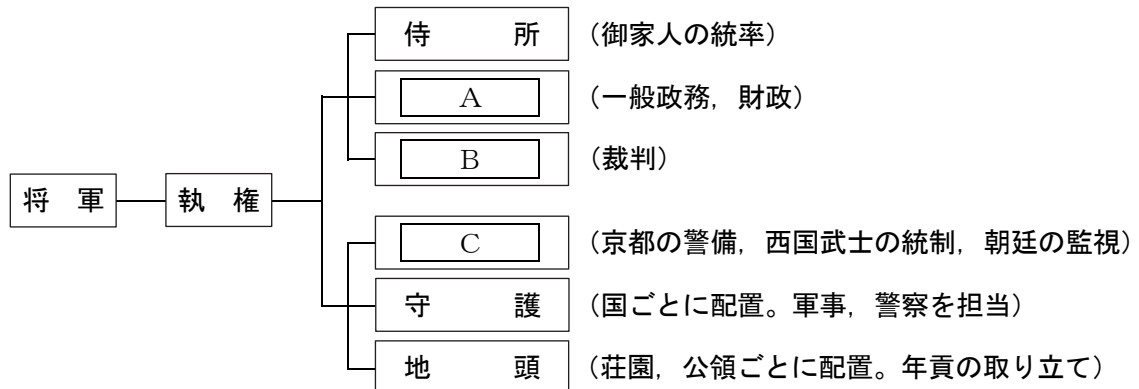 侍所 (御家人の統率)
A (一般政務,財政)
B (裁判)
将軍 執権
C (京都の警備,西国武士の統制,朝廷の監視)
守護 (国ごとに配置。軍事,警察を担当)
地頭 (荘園,公領ごとに配置。年貢の取り立て)